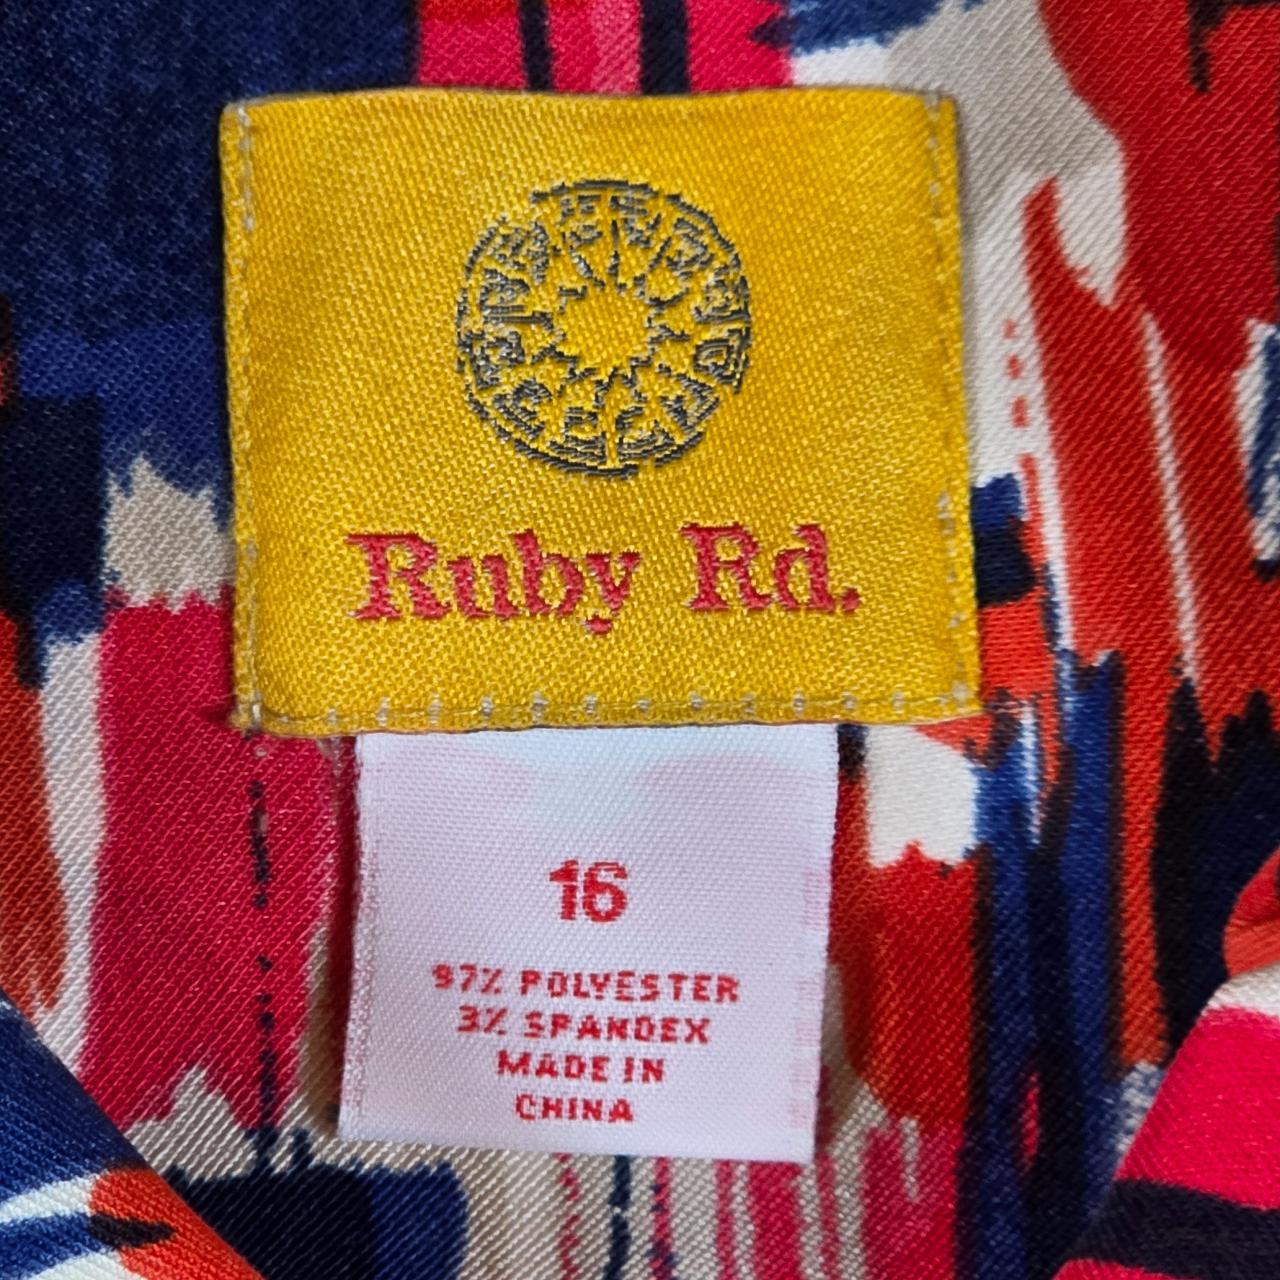 Ruby Rd.
16
97% POLYESTER
3% SPANDEX
MADE IN
CHINA